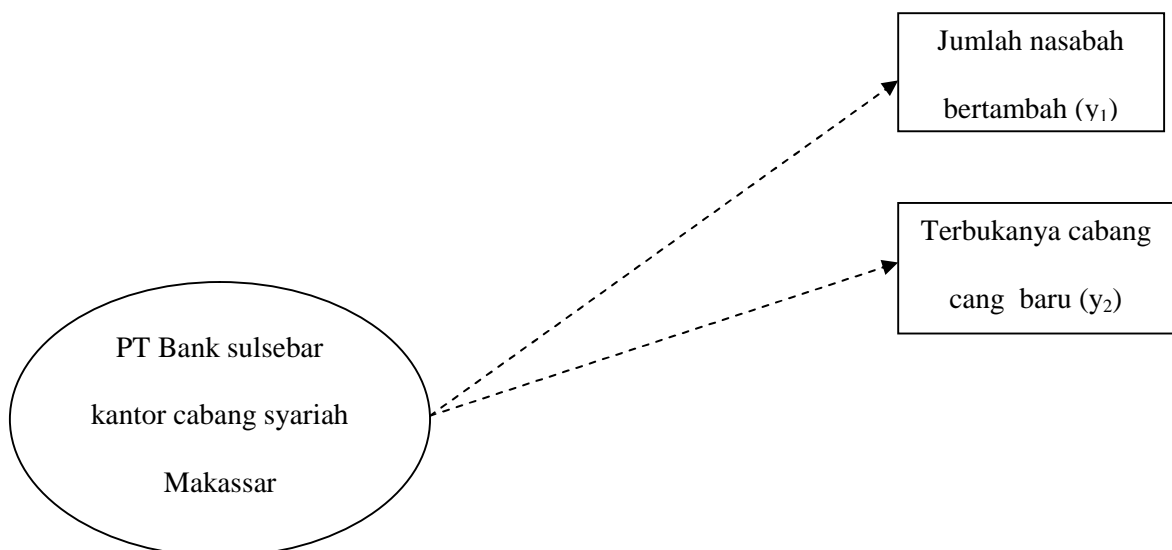 Jumlah nasabah
bertambah (y₁)
Terbukanya cabang
cang baru (y₂)
PT Bank sulsebar
kantor cabang syariah
Makassar